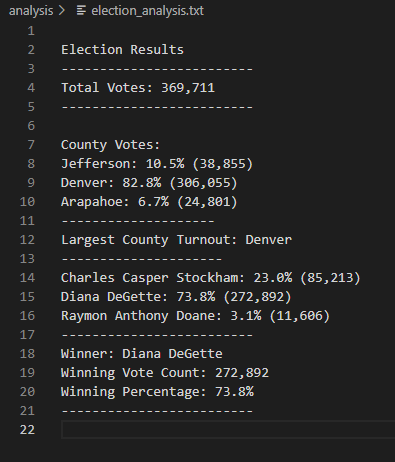 analysis > election_analysis.txt
1
2 Election Results
3 -------------------------
4 Total Votes: 369,711
5 -------------------------
6
7 County Votes:
8 Jefferson: 10.5% (38,855)
9 Denver: 82.8% (306,055)
10 Arapahoe: 6.7% (24,801)
11 --------------------
12 Largest County Turnout: Denver
13 ---------------------
14 Charles Casper Stockham: 23.0% (85,213)
15 Diana DeGette: 73.8% (272,892)
16 Raymon Anthony Doane: 3.1% (11,606)
17 -------------------------
18 Winner: Diana DeGette
19 Winning Vote Count: 272,892
20 Winning Percentage: 73.8%
21 -------------------------
22